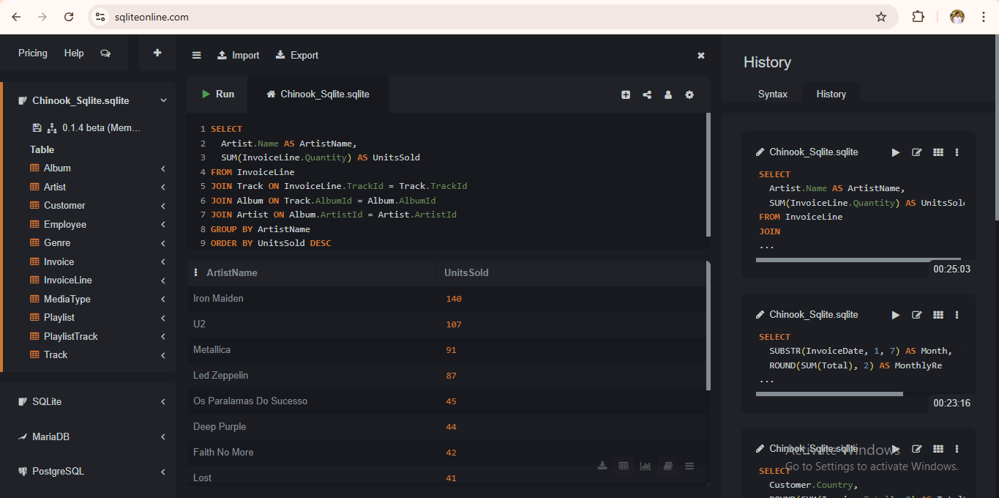 sqliteonline.com
Pricing Help
Import Export
Chinook_Sqlite.sqlite
0.1.4 beta (Mem...
Table
Album
Artist
Customer
Employee
Genre
Invoice
InvoiceLine
MediaType
Playlist
PlaylistTrack
Track
SQLite
MariaDB
PostgreSQL
Run Chinook_Sqlite.sqlite
1 SELECT
2 Artist.Name AS ArtistName,
3 SUM(InvoiceLine.Quantity) AS UnitsSold
4 FROM InvoiceLine
5 JOIN Track ON InvoiceLine.TrackId = Track.TrackId
6 JOIN Album ON Track.AlbumId = Album.AlbumId
7 JOIN Artist ON Album.ArtistId = Artist.ArtistId
8 GROUP BY ArtistName
9 ORDER BY UnitsSold DESC
ArtistName UnitsSold
Iron Maiden 140
U2 107
Metallica 91
Led Zeppelin 87
Os Paralamas Do Sucesso 45
Deep Purple 44
Faith No More 42
Lost 41
History
Syntax History
Chinook_Sqlite.sqlite
SELECT
Artist.Name AS ArtistName,
SUM(InvoiceLine.Quantity) AS UnitsSol
FROM InvoiceLine
JOIN
...
00:25:03
Chinook_Sqlite.sqlite
SELECT
SUBSTR(InvoiceDate, 1, 7) AS Month,
ROUND(SUM(Total), 2) AS MonthlyRe
...
00:23:16
Chinook_Sqlite.sqlite
Activate Windows
Go to Settings to activate Windows.
SELECT
Customer.Country,